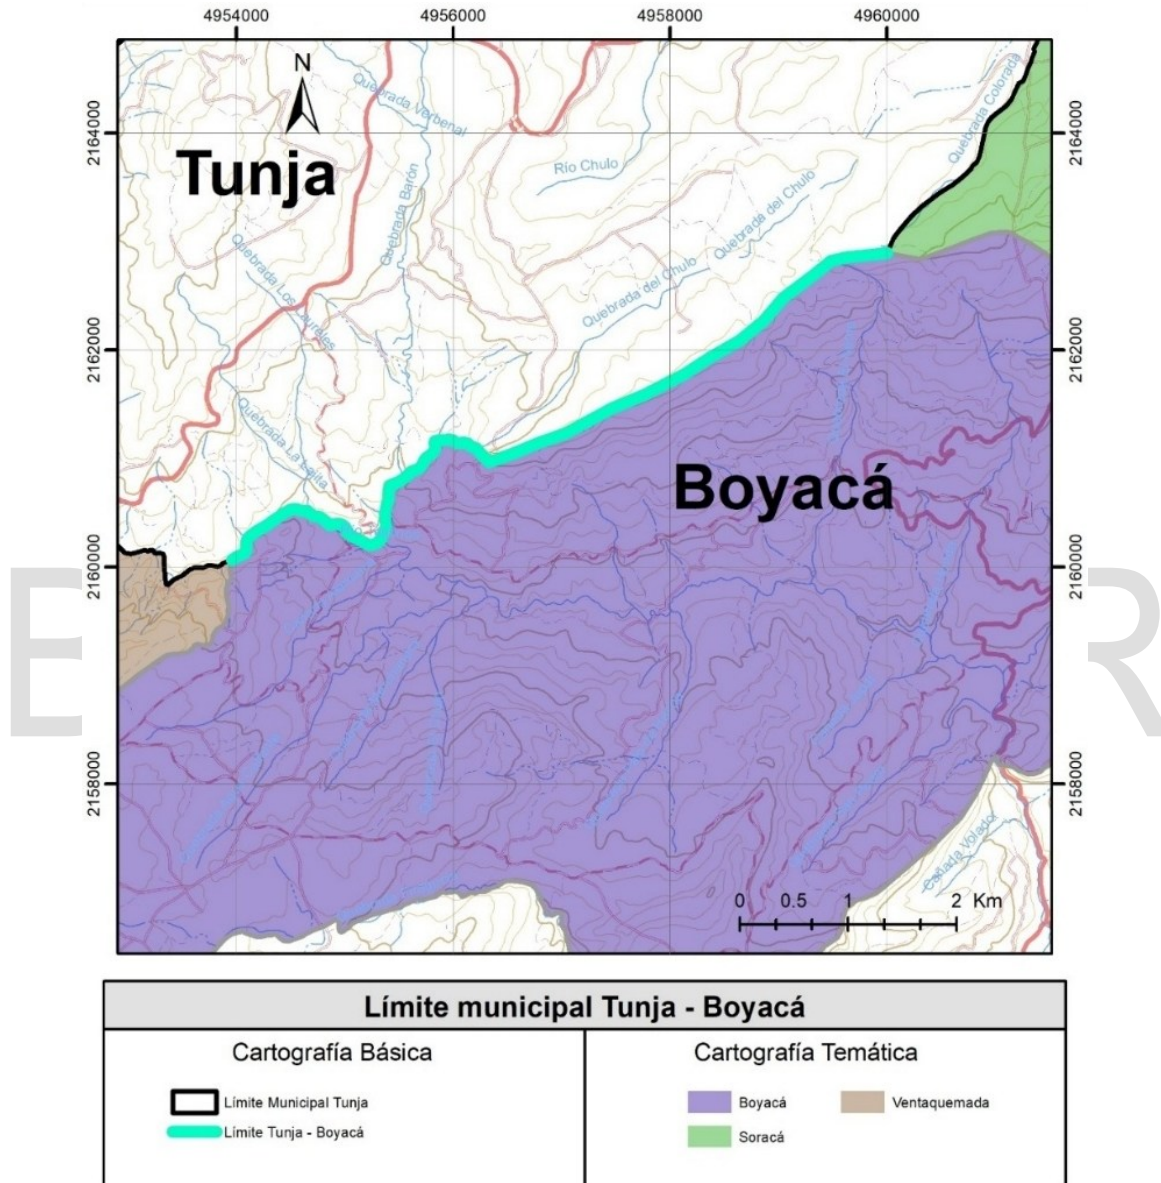 4954000 4956000 4958000 4960000
N
2164000
2164000
Tunja
Quebrada Verbenal
Quebrada Colorada
Río Chulo
Quebrada Barón
Quebrada del Chulo
Quebrada Los Laureles
Quebrada del Chulo
2162000
2162000
Quebrada La Lajita
Boyacá
2160000
2160000
E
R
2158000
2158000
Cañada Volador
0 0.5 1 2 Km
Límite municipal Tunja - Boyacá
Cartografía Básica
Límite Municipal Tunja
Límite Tunja - Boyacá
Cartografía Temática
Boyacá
Ventaquemada
Soracá